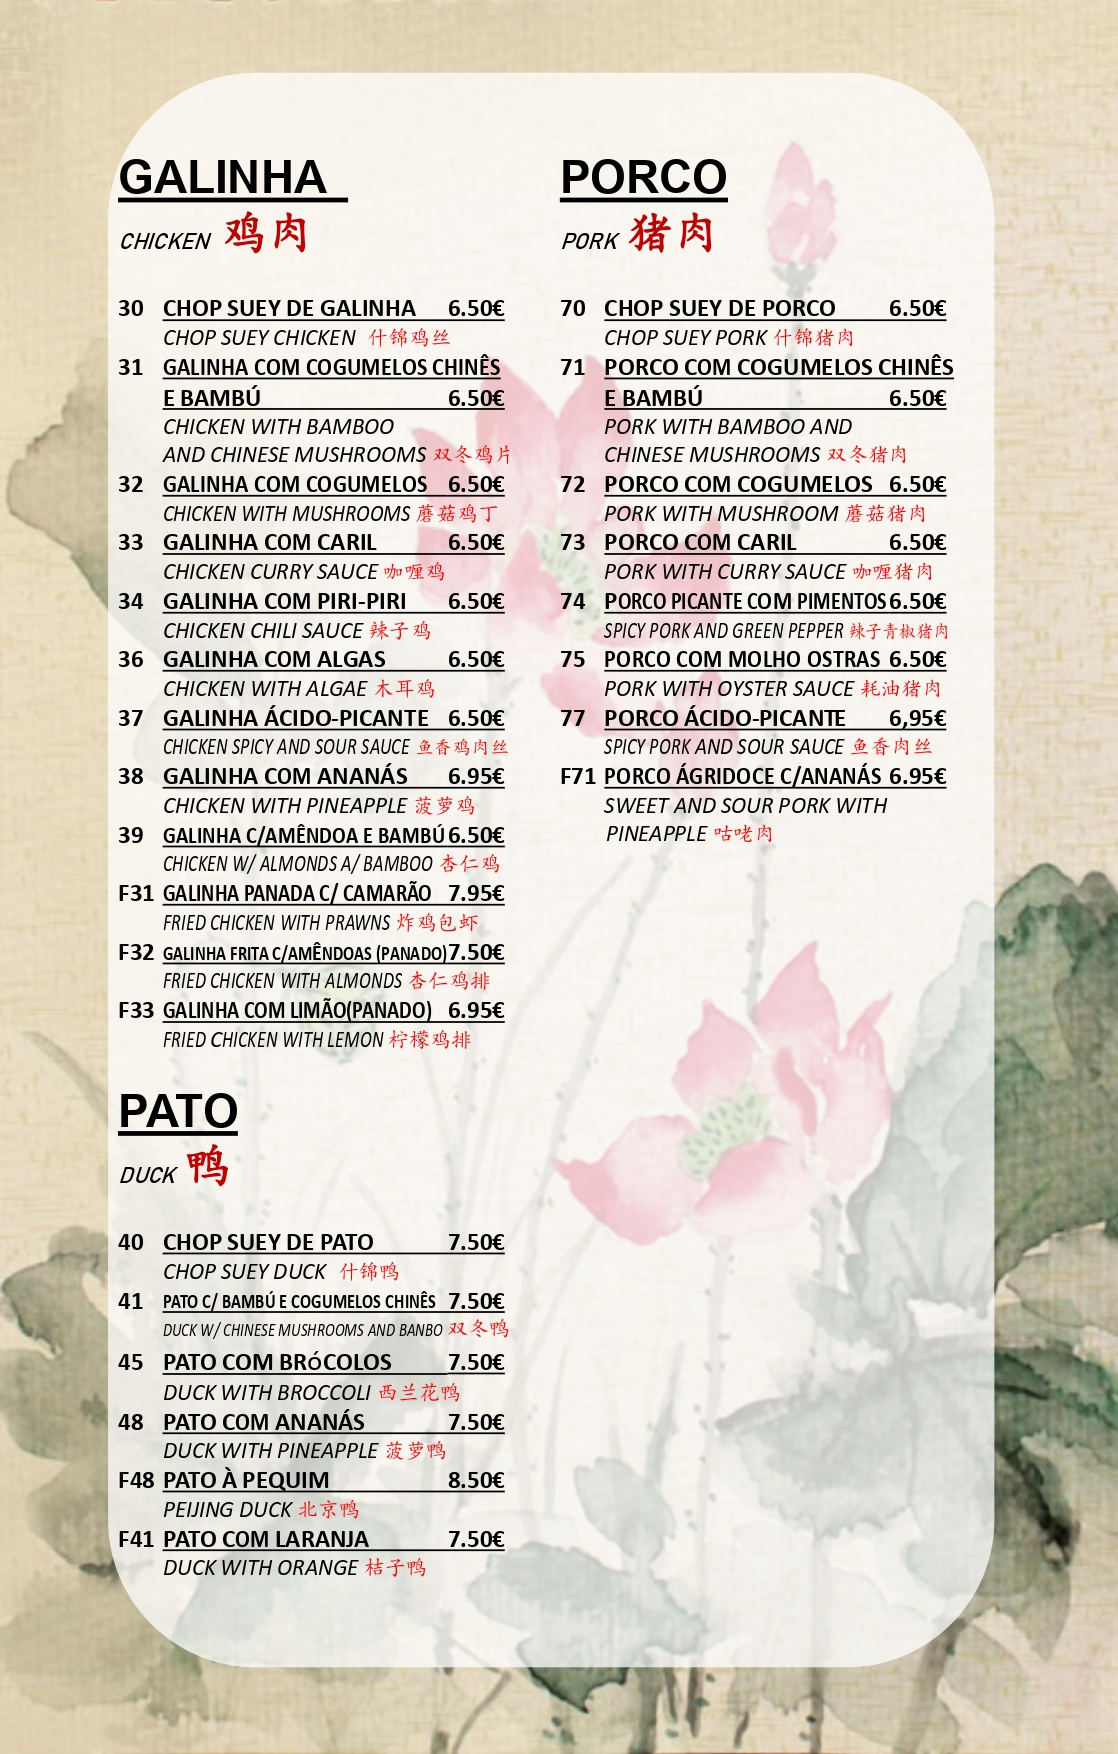 GALINHA
CHICKEN 鸡肉
30 CHOP SUEY DE GALINHA 6.50€
CHOP SUEY CHICKEN 什锦鸡丝
31 GALINHA COM COGUMELOS CHINÊS
E BAMBÚ 6.50€
CHICKEN WITH BAMBOO
AND CHINESE MUSHROOMS 双冬鸡片
32 GALINHA COM COGUMELOS 6.50€
CHICKEN WITH MUSHROOMS 蘑菇鸡丁
33 GALINHA COM CARIL 6.50€
CHICKEN CURRY SAUCE 咖喱鸡
34 GALINHA COM PIRI-PIRI 6.50€
CHICKEN CHILI SAUCE 辣子鸡
36 GALINHA COM ALGAS 6.50€
CHICKEN WITH ALGAE 木耳鸡
37 GALINHA ÁCIDO-PICANTE 6.50€
CHICKEN SPICY AND SOUR SAUCE 鱼香鸡肉丝
38 GALINHA COM ANANÁS 6.95€
CHICKEN WITH PINEAPPLE 菠萝鸡
39 GALINHA C/AMÊNDOA E BAMBÚ 6.50€
CHICKEN W/ ALMONDS A/ BAMBOO 杏仁鸡
F31 GALINHA PANADA C/ CAMARÃO 7.95€
FRIED CHICKEN WITH PRAWNS 炸鸡包虾
F32 GALINHA FRITA C/AMÊNDOAS (PANADO) 7.50€
FRIED CHICKEN WITH ALMONDS 杏仁鸡排
F33 GALINHA COM LIMÃO(PANADO) 6.95€
FRIED CHICKEN WITH LEMON 柠檬鸡排
PATO
DUCK 鸭
40 CHOP SUEY DE PATO 7.50€
CHOP SUEY DUCK 什锦鸭
41 PATO C/ BAMBÚ E COGUMELOS CHINÊS 7.50€
DUCK W/ CHINESE MUSHROOMS AND BANBO 双冬鸭
45 PATO COM BRóCOLOS 7.50€
DUCK WITH BROCCOLI 西兰花鸭
48 PATO COM ANANÁS 7.50€
DUCK WITH PINEAPPLE 菠萝鸭
F48 PATO À PEQUIM 8.50€
PEIJING DUCK 北京鸭
F41 PATO COM LARANJA 7.50€
DUCK WITH ORANGE 桔子鸭
PORCO
PORK 猪肉
70 CHOP SUEY DE PORCO 6.50€
CHOP SUEY PORK 什锦猪肉
71 PORCO COM COGUMELOS CHINÊS
E BAMBÚ 6.50€
PORK WITH BAMBOO AND
CHINESE MUSHROOMS 双冬猪肉
72 PORCO COM COGUMELOS 6.50€
PORK WITH MUSHROOM 蘑菇猪肉
73 PORCO COM CARIL 6.50€
PORK WITH CURRY SAUCE 咖喱猪肉
74 PORCO PICANTE COM PIMENTOS 6.50€
SPICY PORK AND GREEN PEPPER 辣子青椒猪肉
75 PORCO COM MOLHO OSTRAS 6.50€
PORK WITH OYSTER SAUCE 耗油猪肉
77 PORCO ÁCIDO-PICANTE 6,95€
SPICY PORK AND SOUR SAUCE 鱼香肉丝
F71 PORCO ÁGRIDOCE C/ANANÁS 6.95€
SWEET AND SOUR PORK WITH
PINEAPPLE 咕咾肉